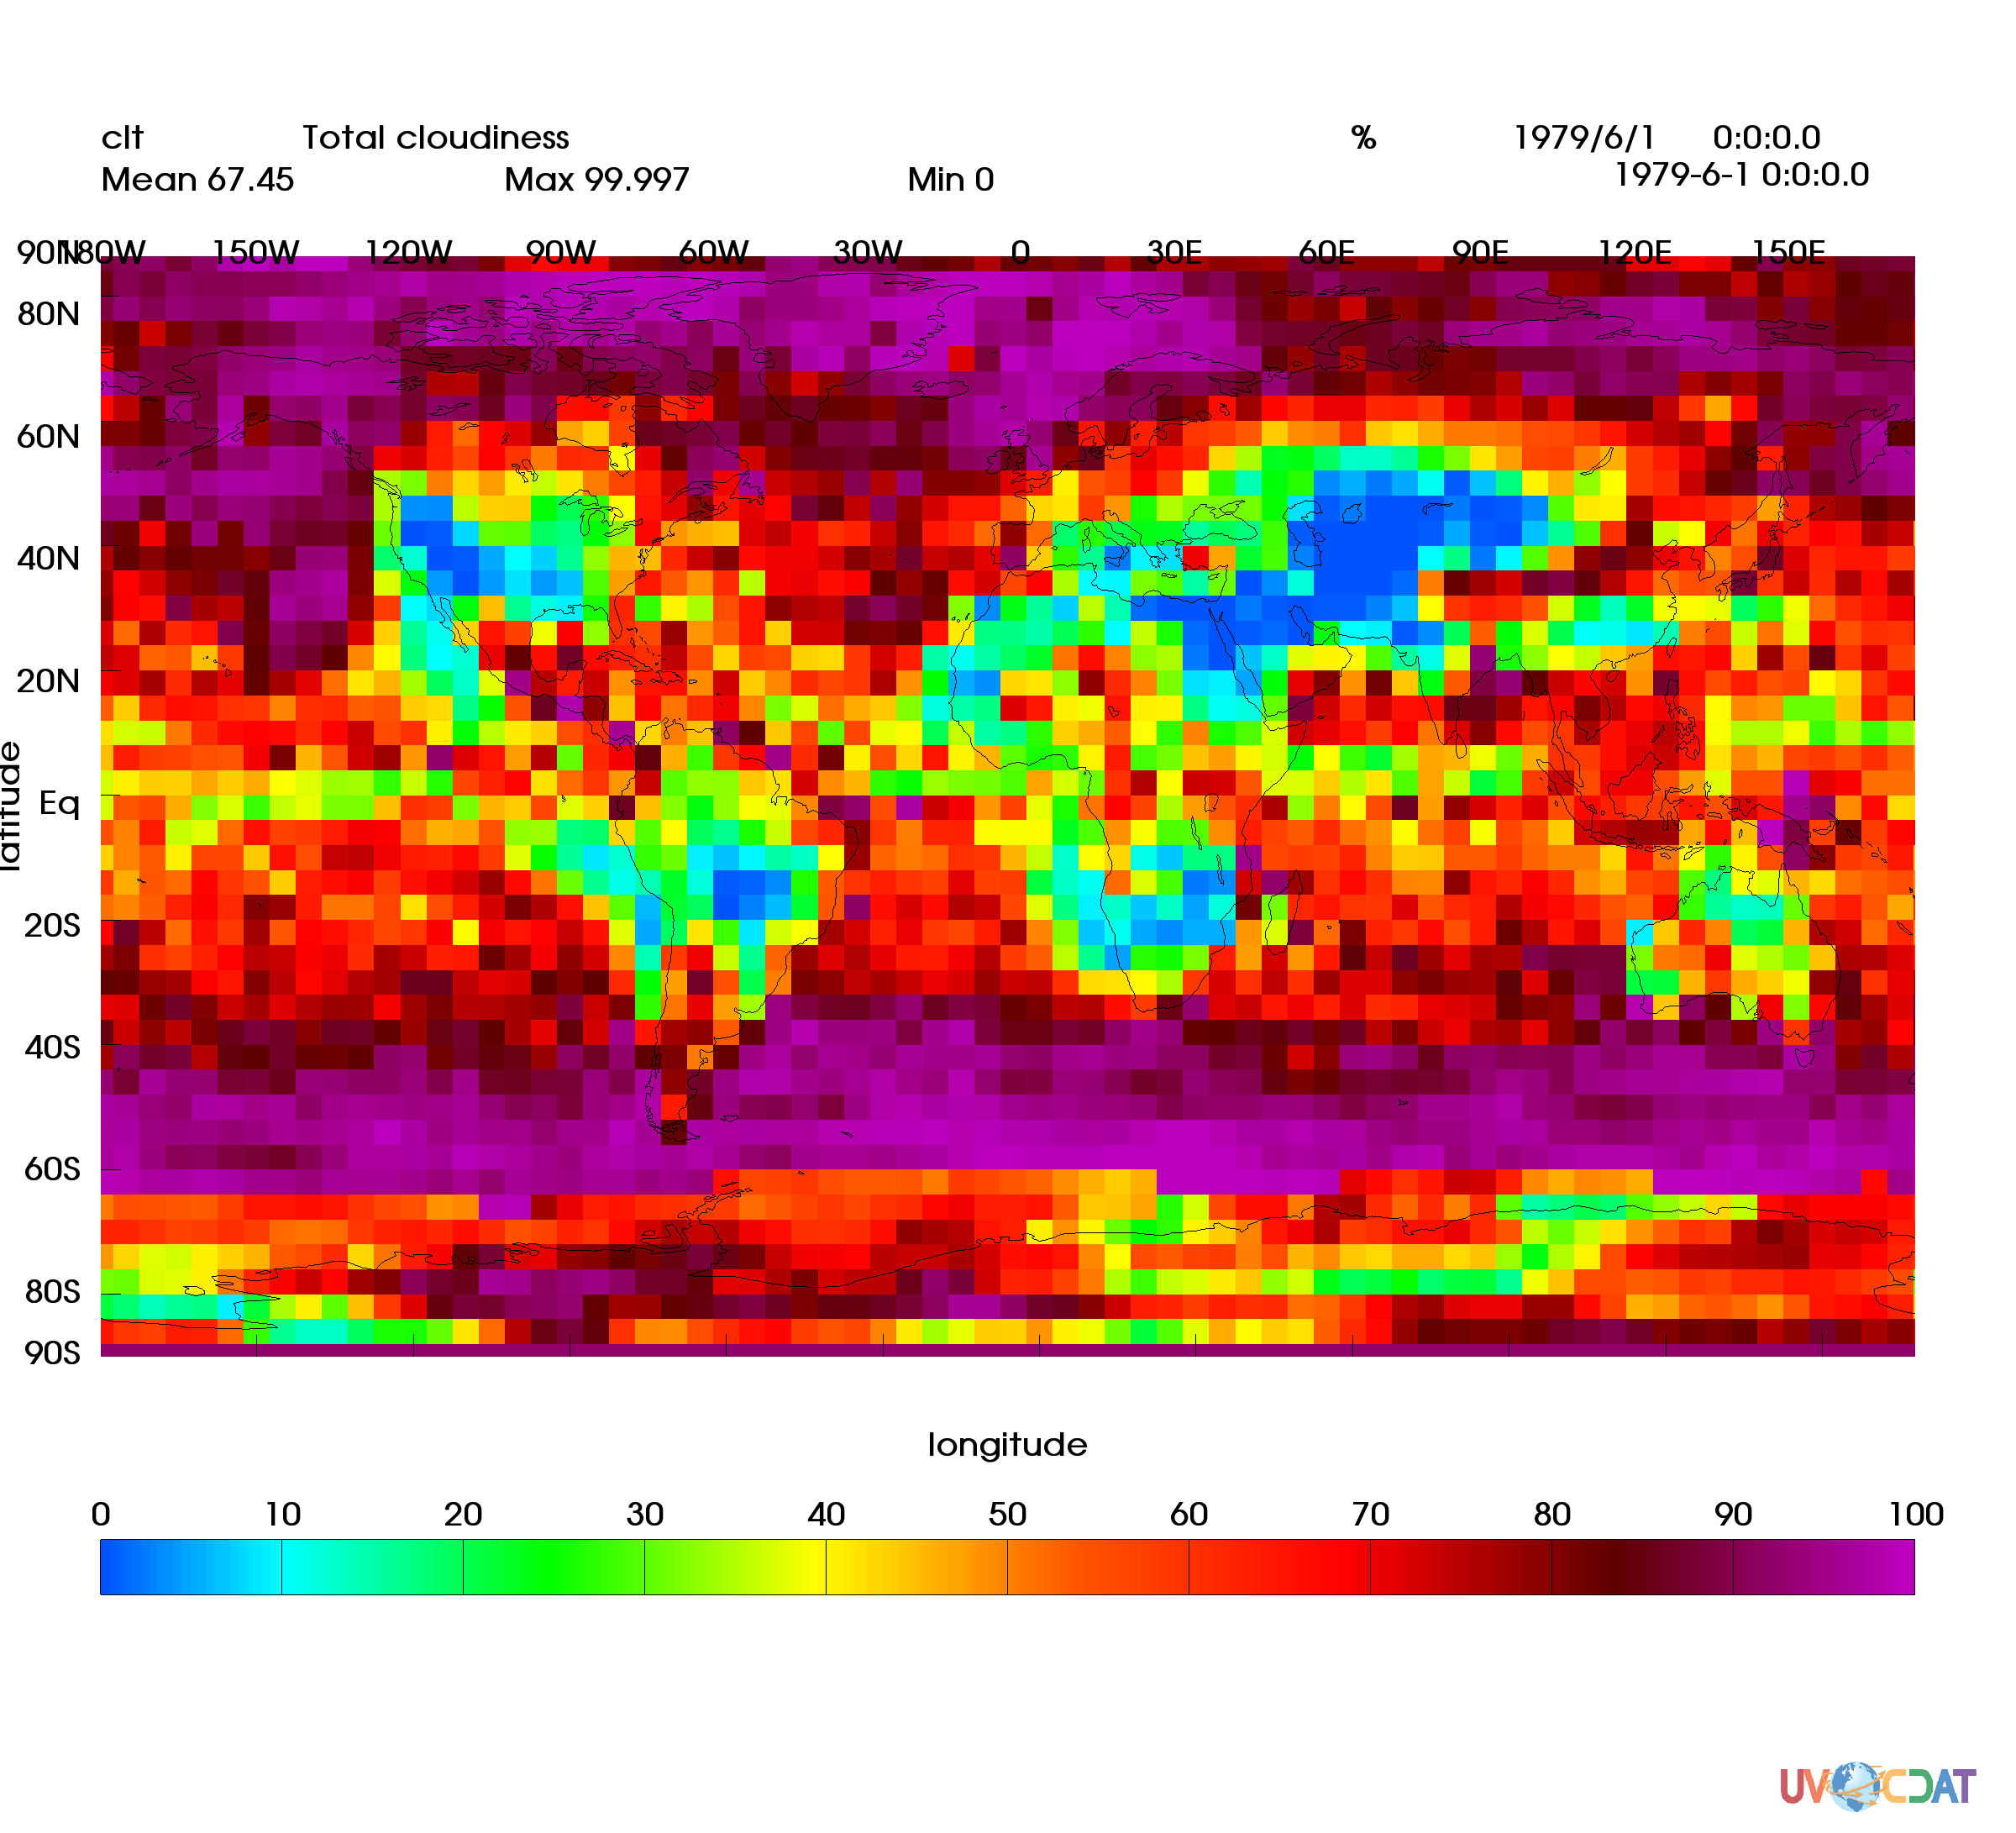 clt Total cloudiness % 1979/6/1 0:0:0.0
Mean 67.45 Max 99.997 Min 0 1979-6-1 0:0:0.0
180W 150W 120W 90W 60W 30W 0 30E 60E 90E 120E 150E
90N
80N
60N
40N
20N
Eq
20S
40S
60S
80S
90S
latitude
longitude
0 10 20 30 40 50 60 70 80 90 100
UV CDAT